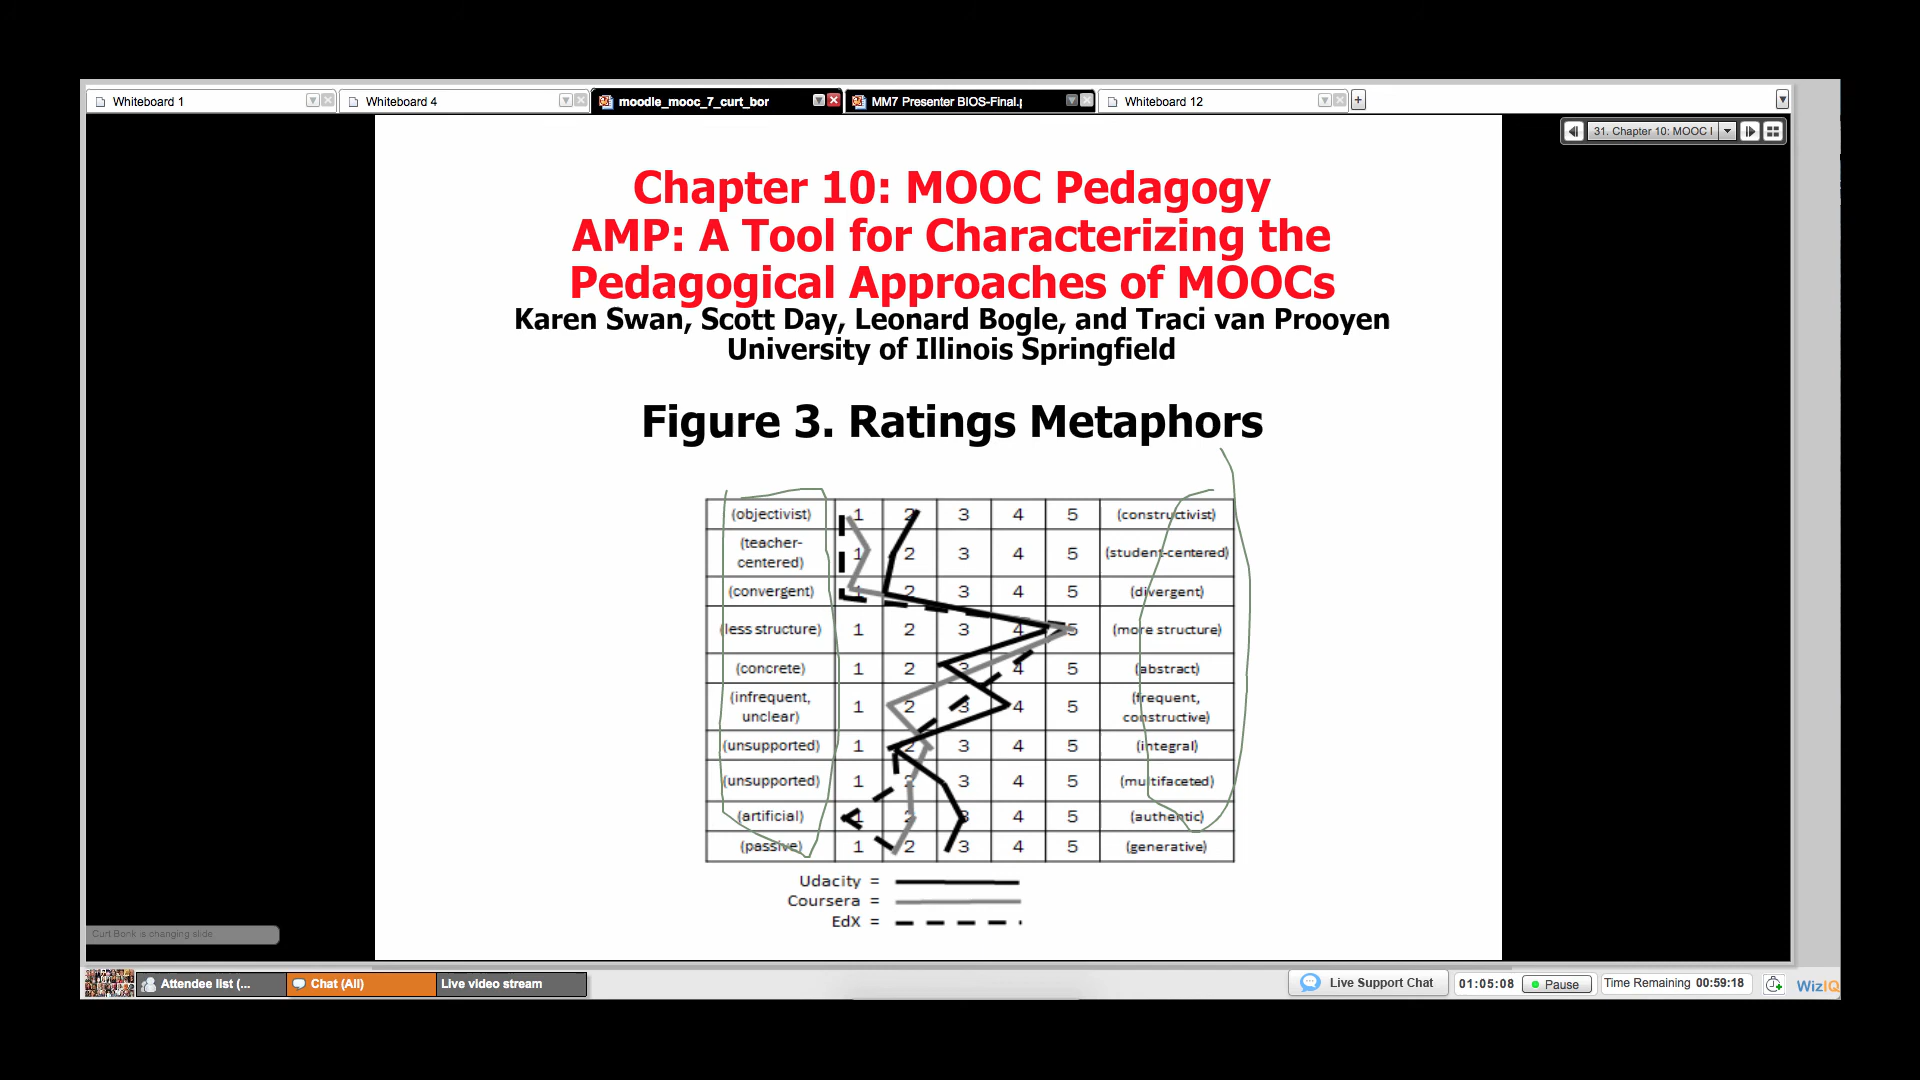 Whiteboard 1
Whiteboard 4
moodle_mooc_7_curt_bor
MM7 Presenter BIOS-Final.p
Whiteboard 12
+
31. Chapter 10: MOOC I
Chapter 10: MOOC Pedagogy
AMP: A Tool for Characterizing the
Pedagogical Approaches of MOOCs
Karen Swan, Scott Day, Leonard Bogle, and Traci van Prooyen
University of Illinois Springfield
Figure 3. Ratings Metaphors
(objectivist) 1 2 3 4 5 (constructivist)
(teacher-
centered) 1 2 3 4 5 (student-centered)
(convergent) 1 2 3 4 5 (divergent)
(less structure) 1 2 3 4 5 (more structure)
(concrete) 1 2 3 4 5 (abstract)
(infrequent,
unclear) 1 2 3 4 5 (frequent,
constructive)
(unsupported) 1 2 3 4 5 (integral)
(unsupported) 1 2 3 4 5 (multifaceted)
(artificial) 1 2 3 4 5 (authentic)
(passive) 1 2 3 4 5 (generative)
Udacity =
Coursera =
EdX =
Curt Bonk is changing slide
Attendee list (...
Chat (All)
Live video stream
Live Support Chat
01:05:08
Pause
Time Remaining 00:59:18
WizIQ